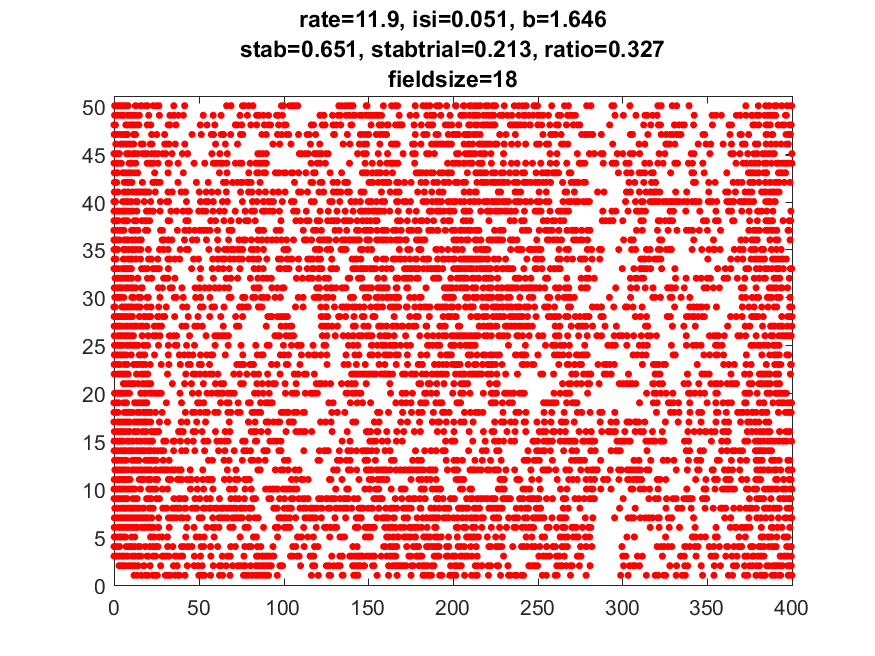 rate=11.9, isi=0.051, b=1.646
stab=0.651, stabtrial=0.213, ratio=0.327
fieldsize=18
50
45
40
35
30
25
20
15
10
5
0
0 50 100 150 200 250 300 350 400